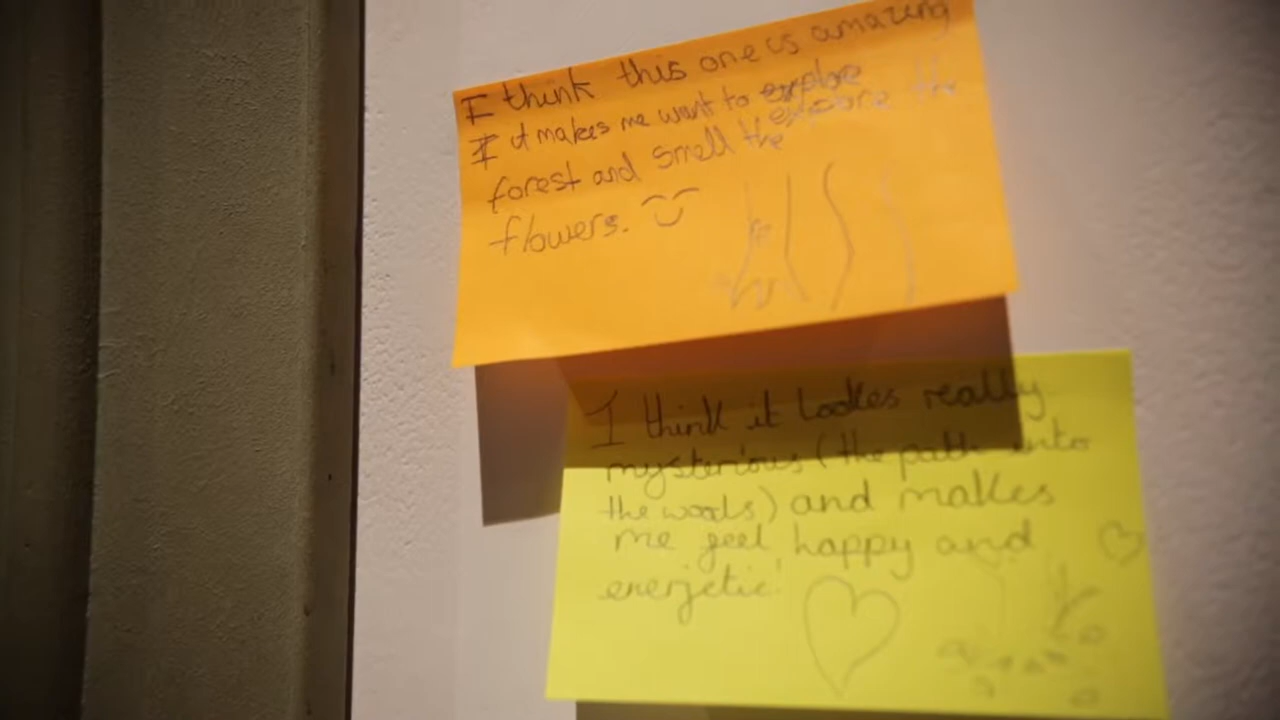 I think this one is amazing
I it makes me want to explore
explore the
forest and smell the
flowers.
I think it lookes really
mysterious (the path into
the woods) and makes
me feel happy and
energetic!